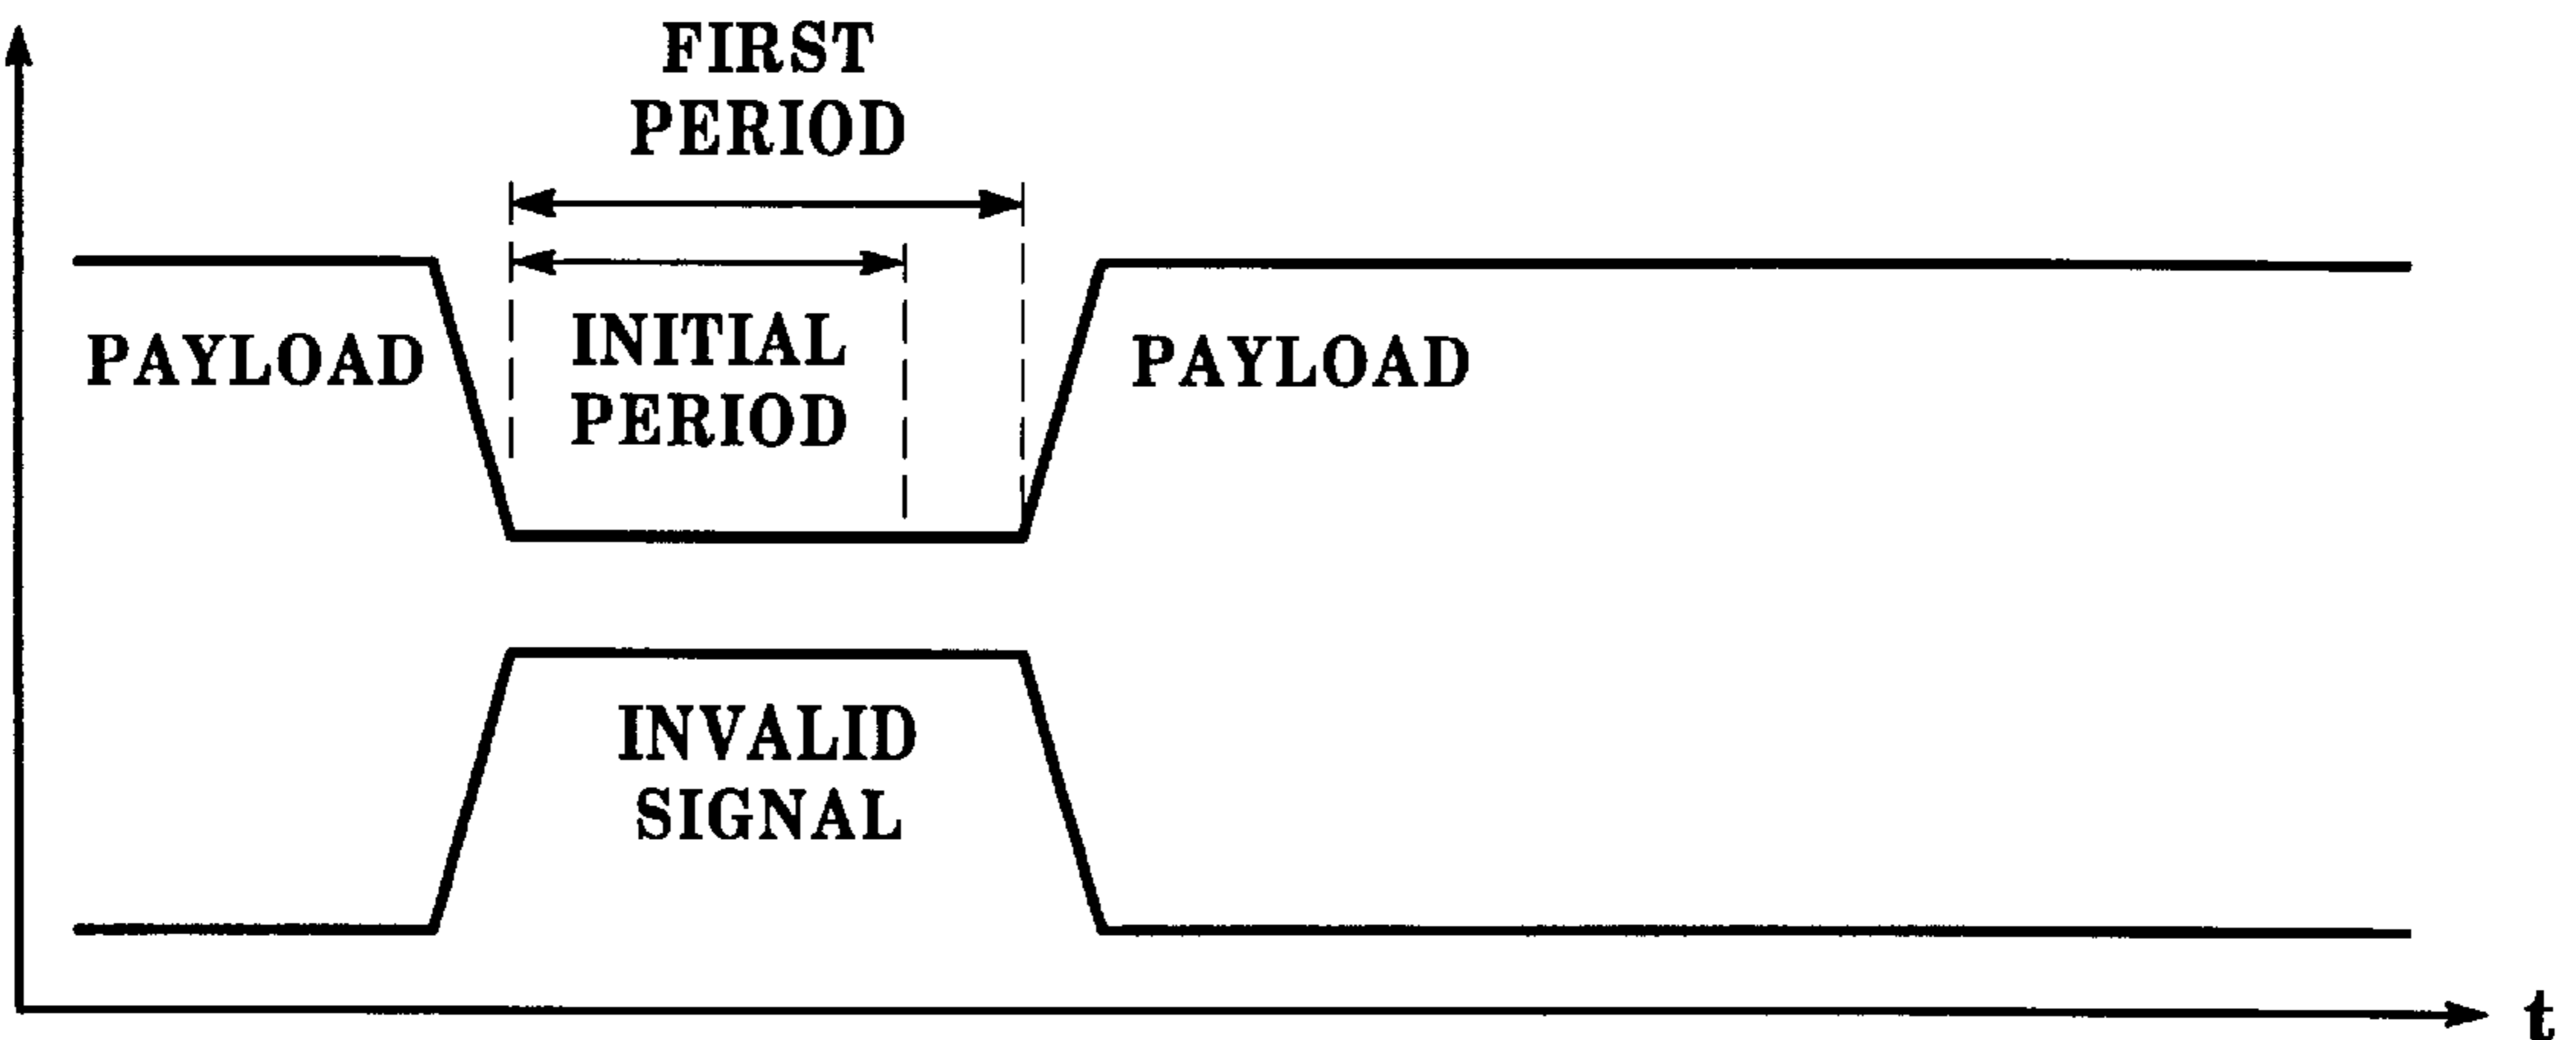 FIRST
PERIOD
INITIAL
PERIOD
PAYLOAD
PAYLOAD
INVALID
SIGNAL
t